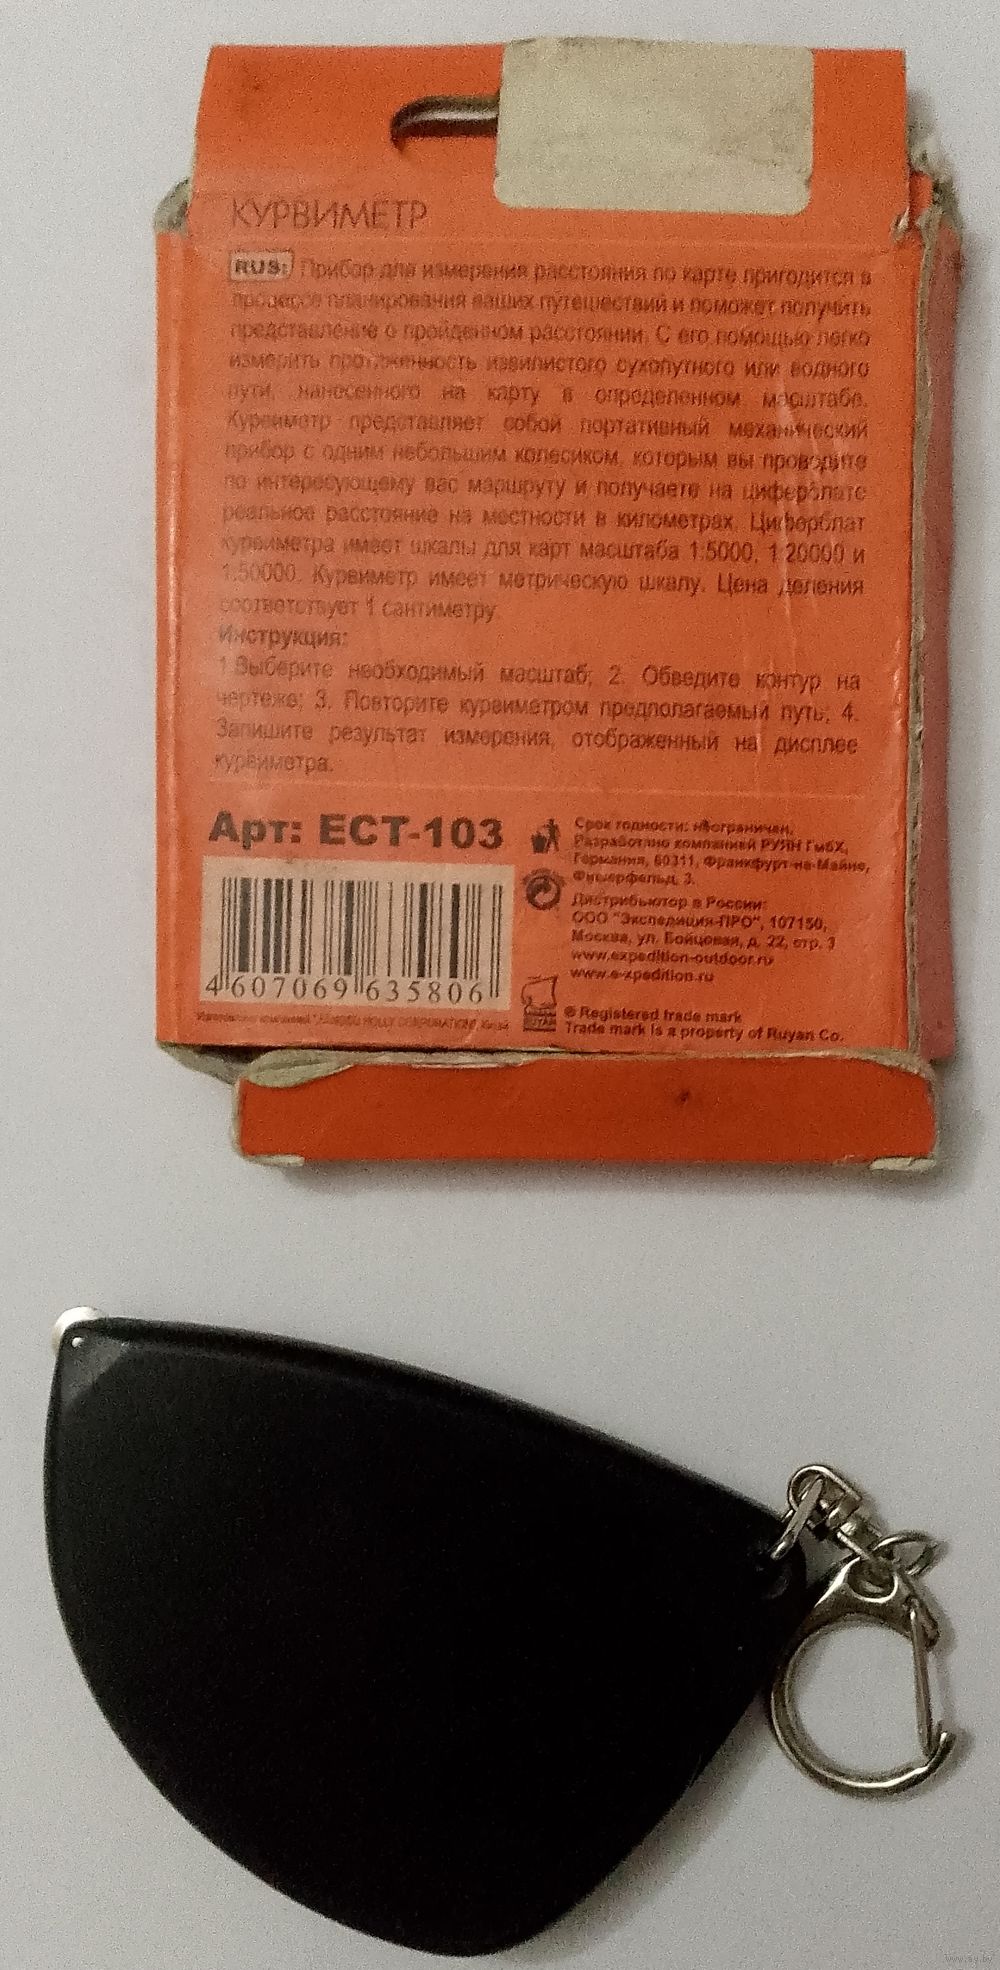 КУРВИМЕТР
RUS: Прибор для измерения расстояния по карте пригодится в
процессе планирования ваших путешествий и поможет получить
представление о пройденном расстоянии. С его помощью легко
измерить протяженность извилистого сухопутного или водного
пути, нанесенного на карту в определенном масштабе.
Курвиметр представляет собой портативный механический
прибор с одним небольшим колесиком, которым вы проводите
по интересующему вас маршруту и получаете на циферблате
реальное расстояние на местности в километрах. Циферблат
курвиметра имеет шкалы для карт масштаба 1:5000, 1:20000 и
1:50000. Курвиметр имеет метрическую шкалу. Цена деления
соответствует 1 сантиметру.
Инструкция:
1.Выберите необходимый масштаб; 2. Обведите контур на
чертеже; 3. Повторите курвиметром предполагаемый путь; 4.
Запишите результат измерения, отображенный на дисплее
курвиметра.
Арт: ECT-103
4 607069 635806
Срок годности: неограничен.
Разработано компанией РУЯН ГмбХ,
Германия, 60311, Франкфурт-на-Майне,
д. 3.
Дистрибьютор в России:
ООО "Экспедиция-ПРО", 107150,
Москва, ул. Бойцовая, д. 22, стр. 3
www.expedition-outdoor.ru
www.e-xpedition.ru
RUYAN
® Registered trade mark
Trade mark is a property of Ruyan Co.
www.ay.by